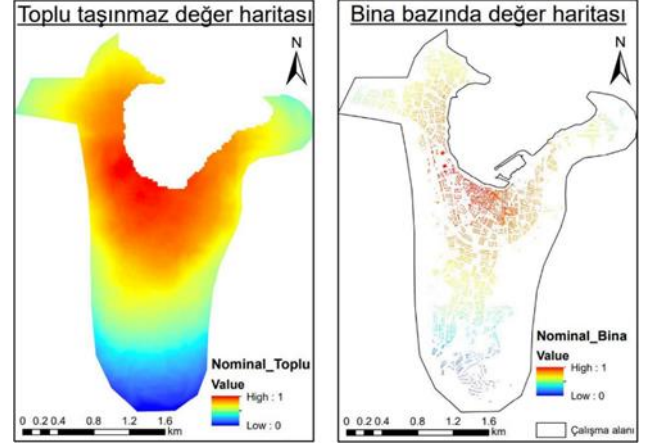 Toplu taşınmaz değer haritası
N
Nominal_Toplu
Value
High : 1
Low : 0
0 0.2 0.4 0.8 1.2 1.6
km
Bina bazında değer haritası
N
Nominal_Bina
Value
High : 1
Low : 0
Çalışma alanı
0 0.2 0.4 0.8 1.2 1.6
km